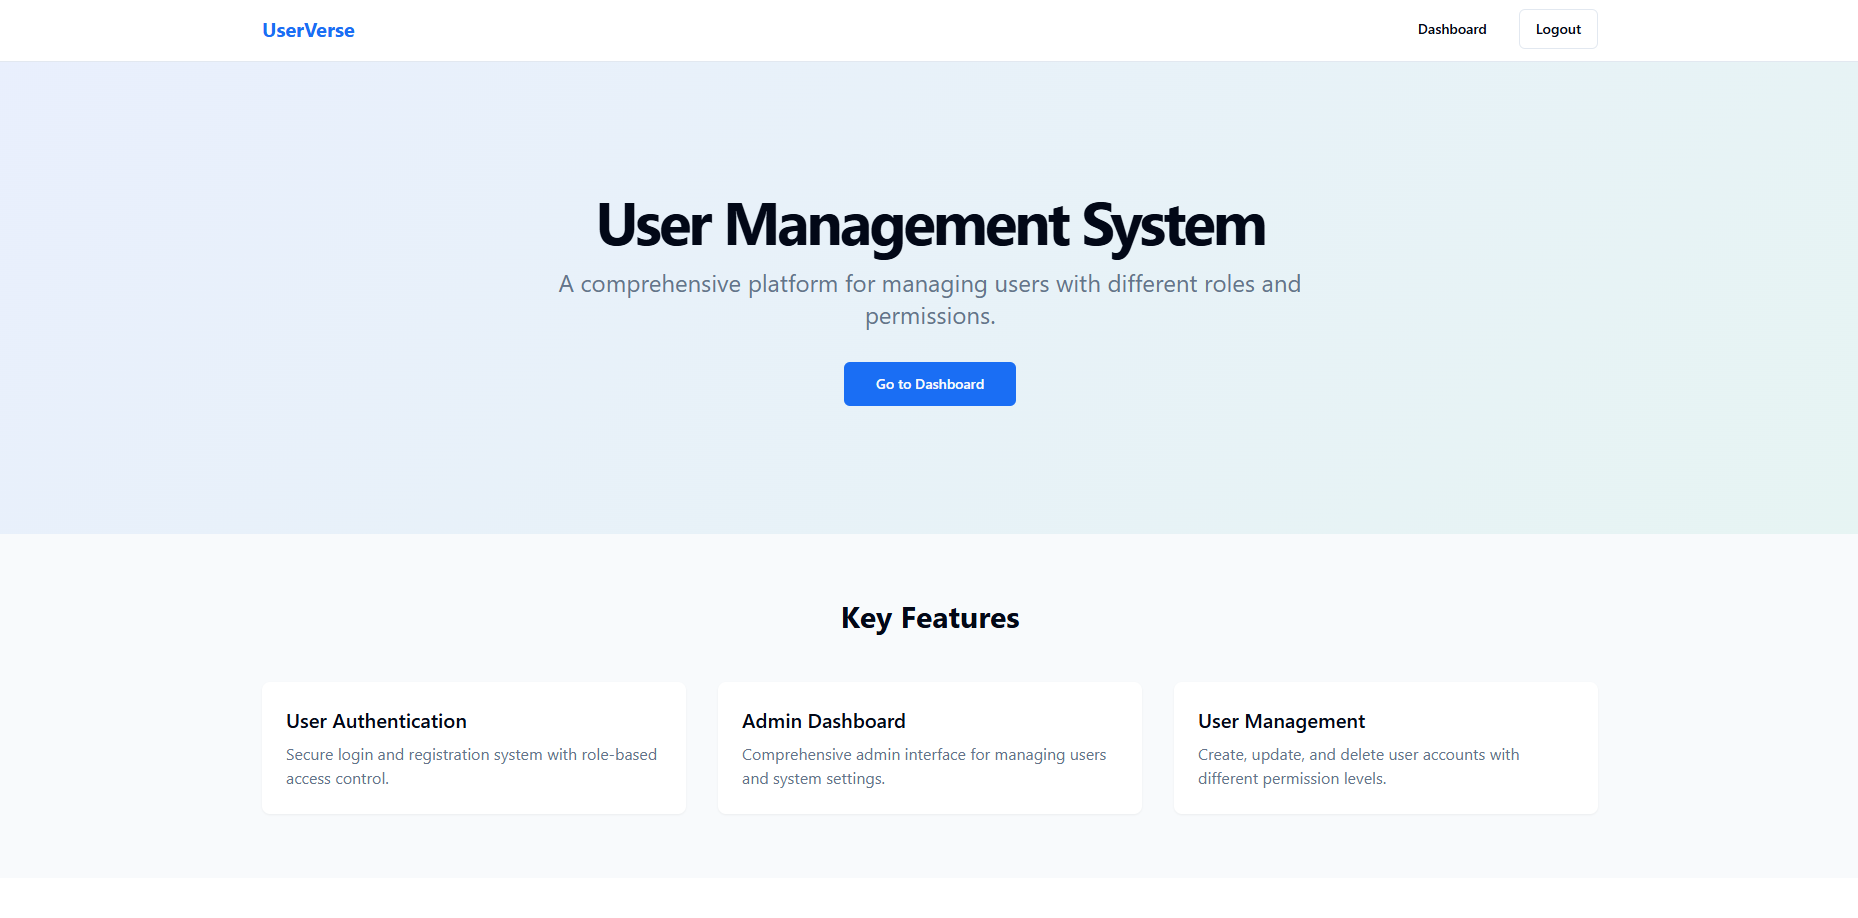 UserVerse
Dashboard
Logout
User Management System
A comprehensive platform for managing users with different roles and
permissions.
Go to Dashboard
Key Features
User Authentication
Secure login and registration system with role-based
access control.
Admin Dashboard
Comprehensive admin interface for managing users
and system settings.
User Management
Create, update, and delete user accounts with
different permission levels.